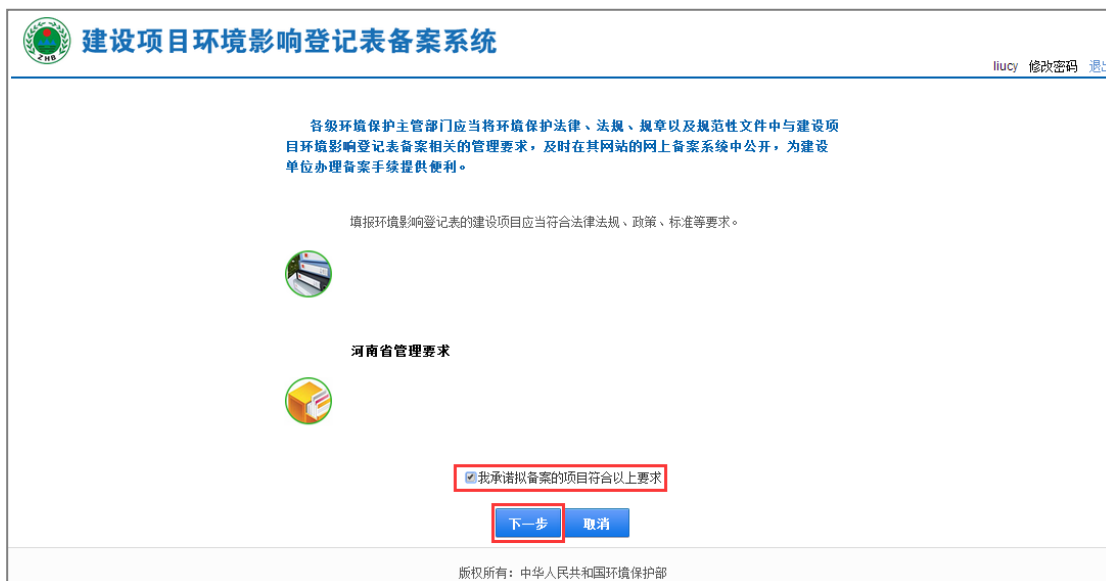 建设项目环境影响登记表备案系统
ZHB
liucy 修改密码 退出
各级环境保护主管部门应当将环境保护法律、法规、规章以及规范性文件中与建设项
目环境影响登记表备案相关的管理要求，及时在其网站的网上备案系统中公开，为建设
单位办理备案手续提供便利。
填报环境影响登记表的建设项目应当符合法律法规、政策、标准等要求。
河南省管理要求
我承诺拟备案的项目符合以上要求
下一步 取消
版权所有：中华人民共和国环境保护部